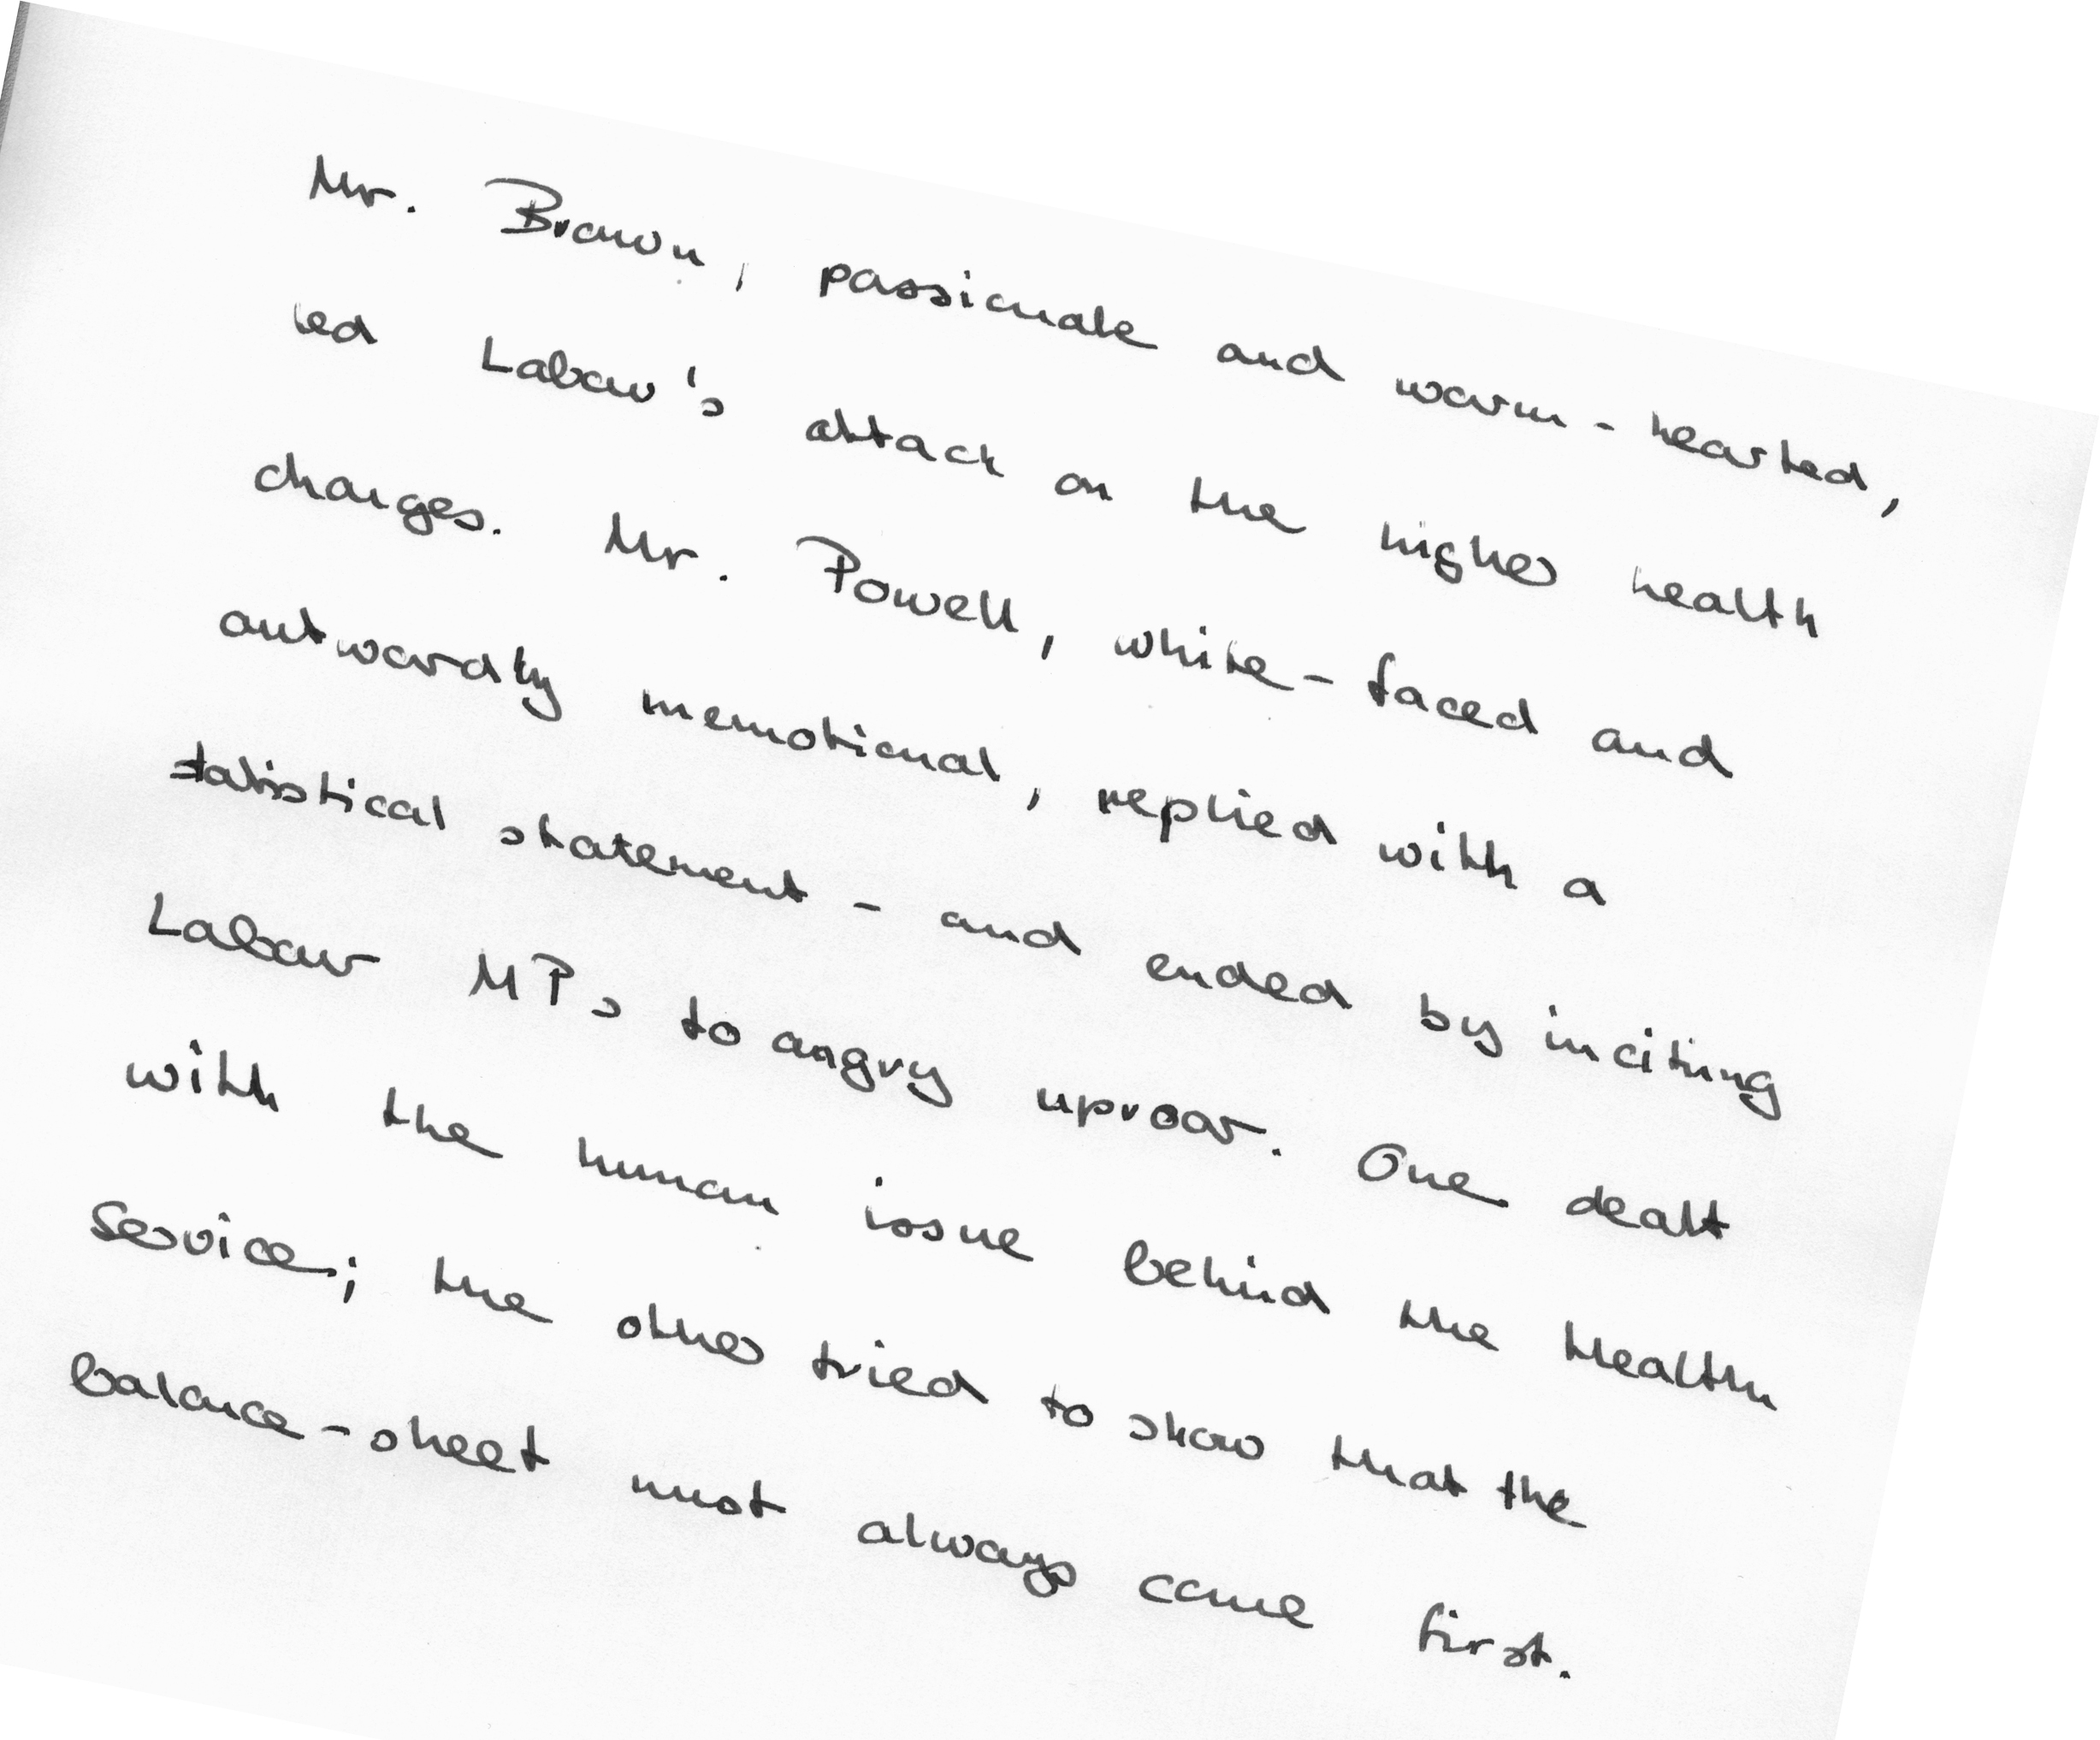 Mr. Brown, passionate and warm-hearted,
led Labour's attack on the higher health
charges. Mr. Powell, white-faced and
outwardly unemotional, replied with a
statistical statement - and ended by inciting
Labour MPs to angry uproar. One dealt
with the human issue behind the Health
Service; the other tried to show that the
balance-sheet must always come first.